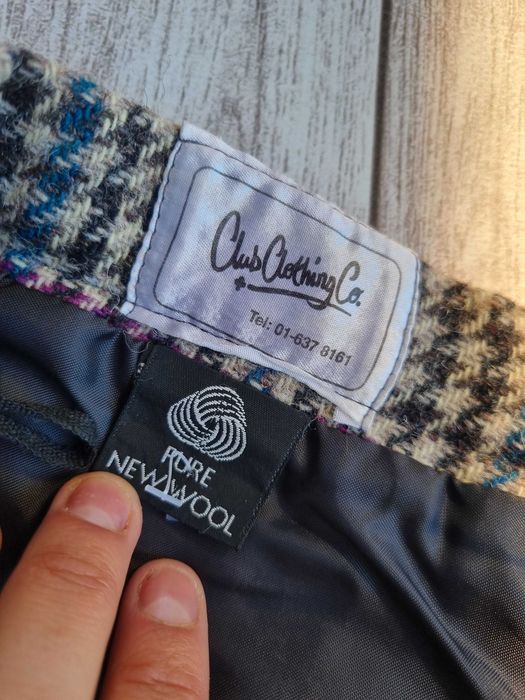 Club Clothing Co.
Tel: 01-637 8161
PURE
NEW WOOL